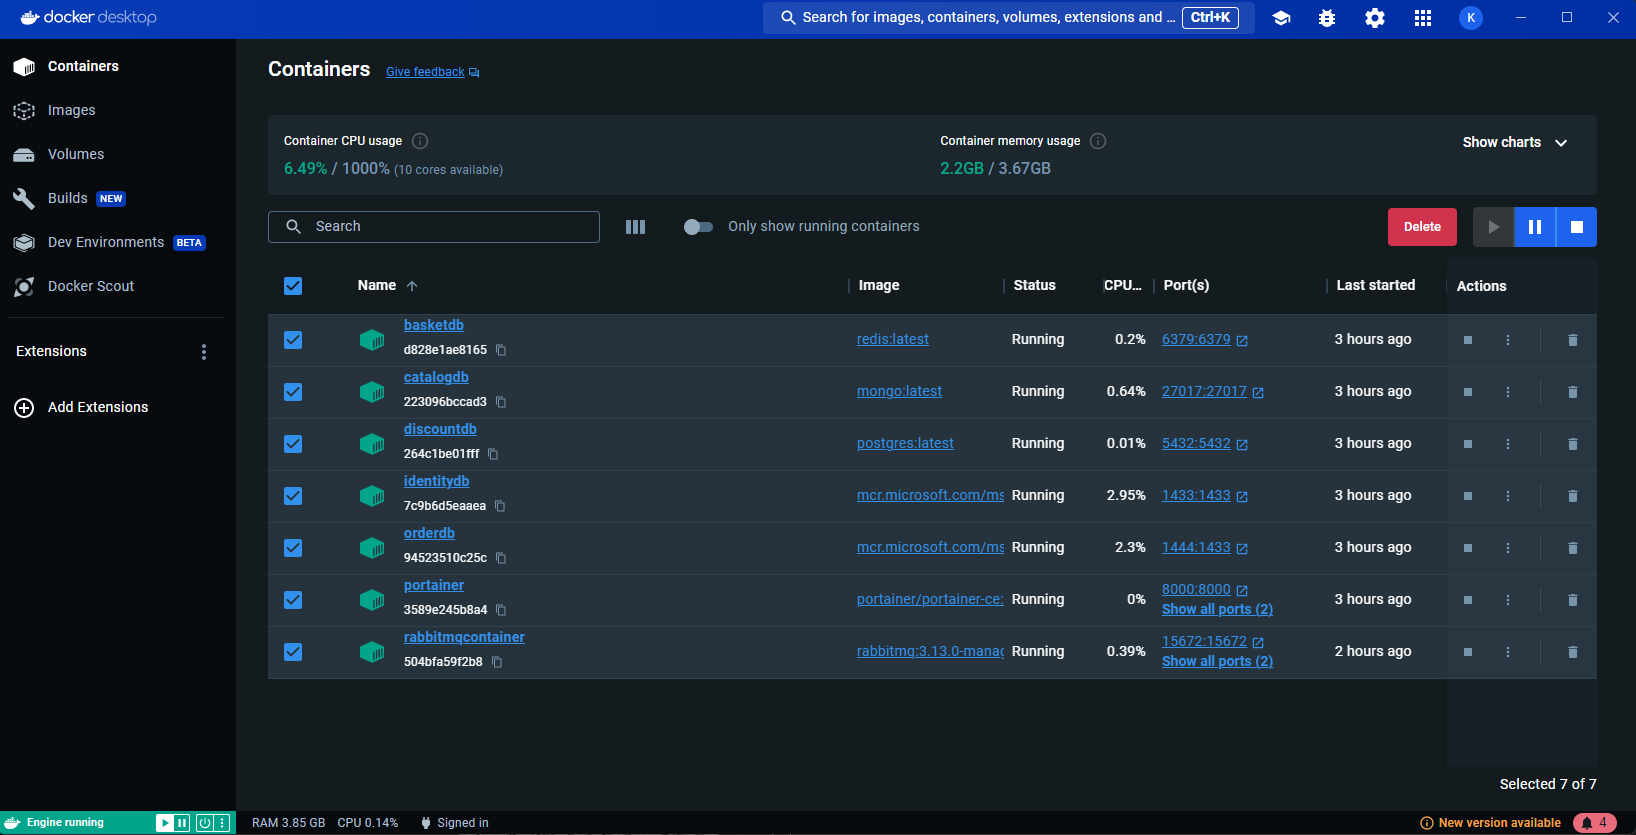 docker desktop
Search for images, containers, volumes, extensions and ... Ctrl+K
K
Containers
Images
Volumes
Builds NEW
Dev Environments BETA
Docker Scout
Extensions
Add Extensions
Containers Give feedback
Container CPU usage
6.49% / 1000% (10 cores available)
Container memory usage
2.2GB / 3.67GB
Show charts
Search
Only show running containers
Delete
Name Image Status CPU... Port(s) Last started Actions
basketdb
d828e1ae8165
redis:latest Running 0.2% 6379:6379 3 hours ago
catalogdb
223096bccad3
mongo:latest Running 0.64% 27017:27017 3 hours ago
discountdb
264c1be01fff
postgres:latest Running 0.01% 5432:5432 3 hours ago
identitydb
7c9b6d5eaaea
mcr.microsoft.com/ms Running 2.95% 1433:1433 3 hours ago
orderdb
94523510c25c
mcr.microsoft.com/ms Running 2.3% 1444:1433 3 hours ago
portainer
3589e245b8a4
portainer/portainer-ce: Running 0% 8000:8000 3 hours ago
Show all ports (2)
rabbitmqcontainer
504bfa59f2b8
rabbitmq:3.13.0-manag Running 0.39% 15672:15672 2 hours ago
Show all ports (2)
Selected 7 of 7
Engine running
RAM 3.85 GB CPU 0.14% Signed in
New version available 4